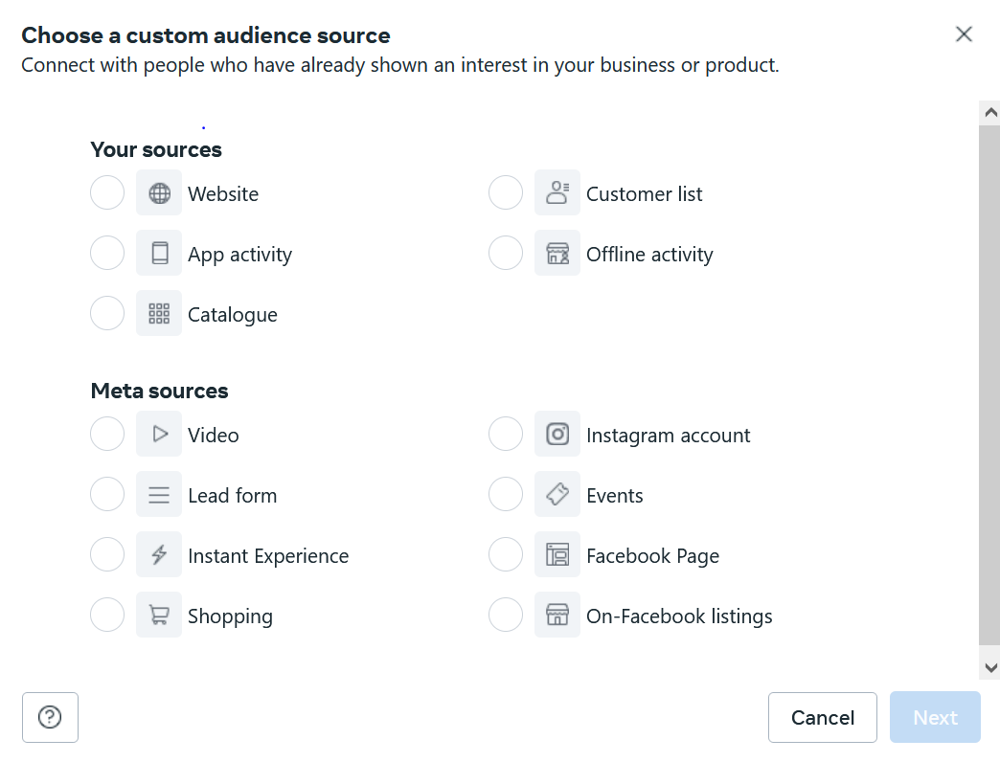 Choose a custom audience source
Connect with people who have already shown an interest in your business or product.
Your sources
Website
Customer list
App activity
Offline activity
Catalogue
Meta sources
Video
Instagram account
Lead form
Events
Instant Experience
Facebook Page
Shopping
On-Facebook listings
Cancel
Next